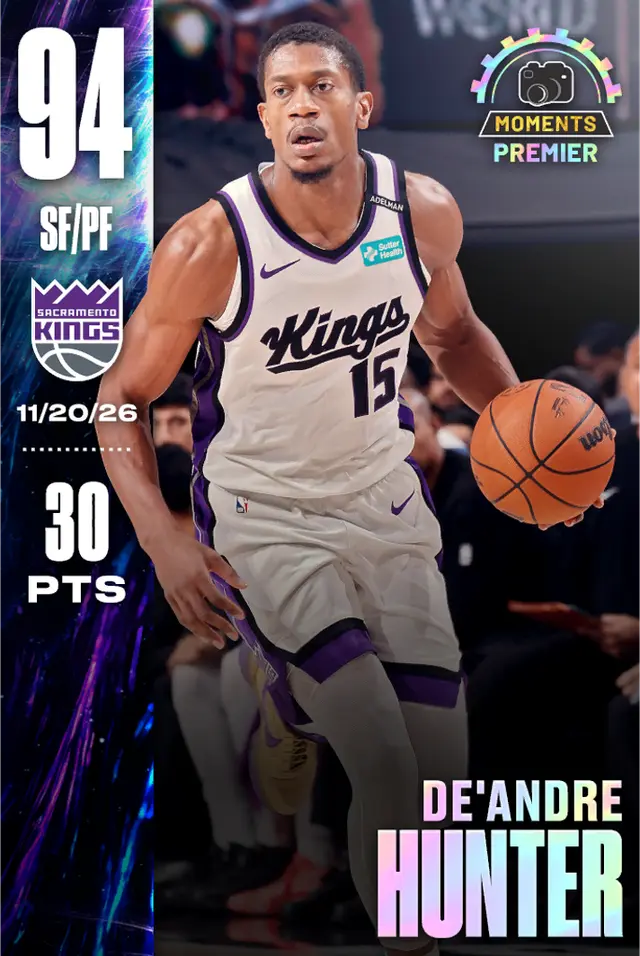 94
SF/PF
SACRAMENTO
KINGS
11/20/26
30
PTS
WORLD
MOMENTS
PREMIER
ADELMAN
Sutter
Health
Kings
15
DE'ANDRE
HUNTER